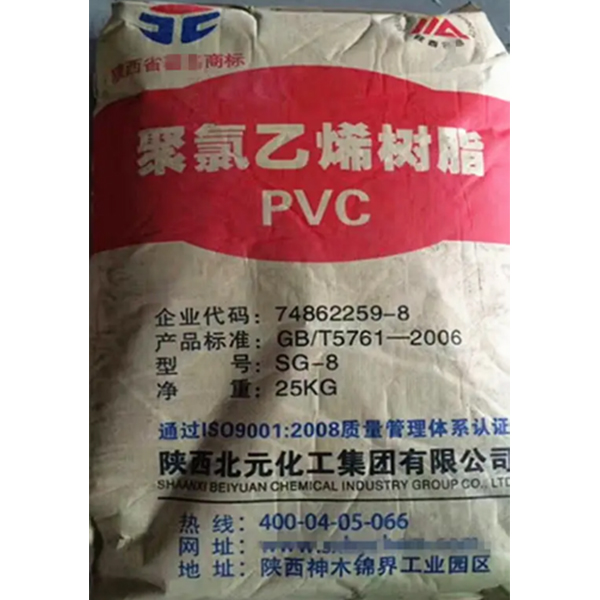 陕西省 商标
聚氯乙烯树脂
PVC
企业代码：74862259-8
产品标准：GB/T5761—2006
型　　号：SG-8
净　　重：25KG
通过ISO9001:2008质量管理体系认证
陕西北元化工集团有限公司
SHAANXI BEIYUAN CHEMICAL INDUSTRY GROUP CO., LTD
热　线：400-04-05-066
网　址：
地　址：陕西神木锦界工业园区